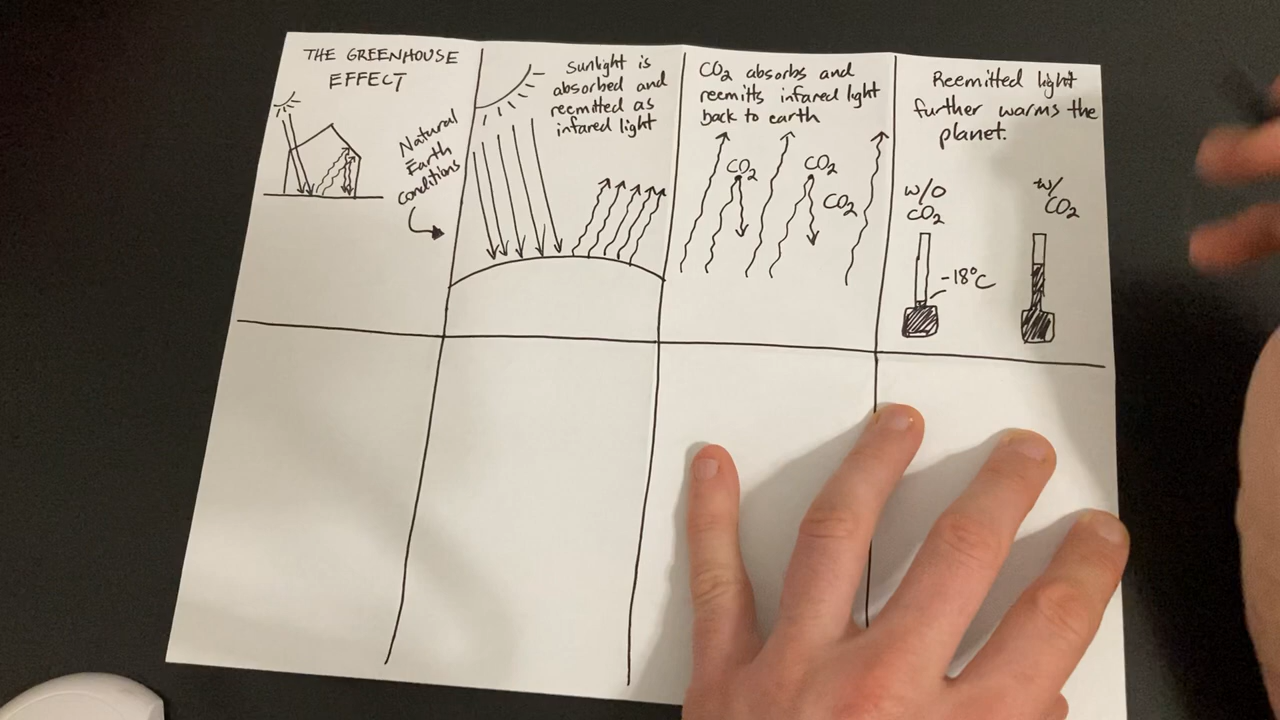 THE GREENHOUSE
EFFECT
Natural
Earth
conditions
Sunlight is
absorbed and
reemitted as
infared light
CO2 absorbs and
reemitts infared light
back to earth
CO2
CO2
CO2
Reemitted light
further warms the
planet.
w/o
CO2
-18°C
w/
CO2